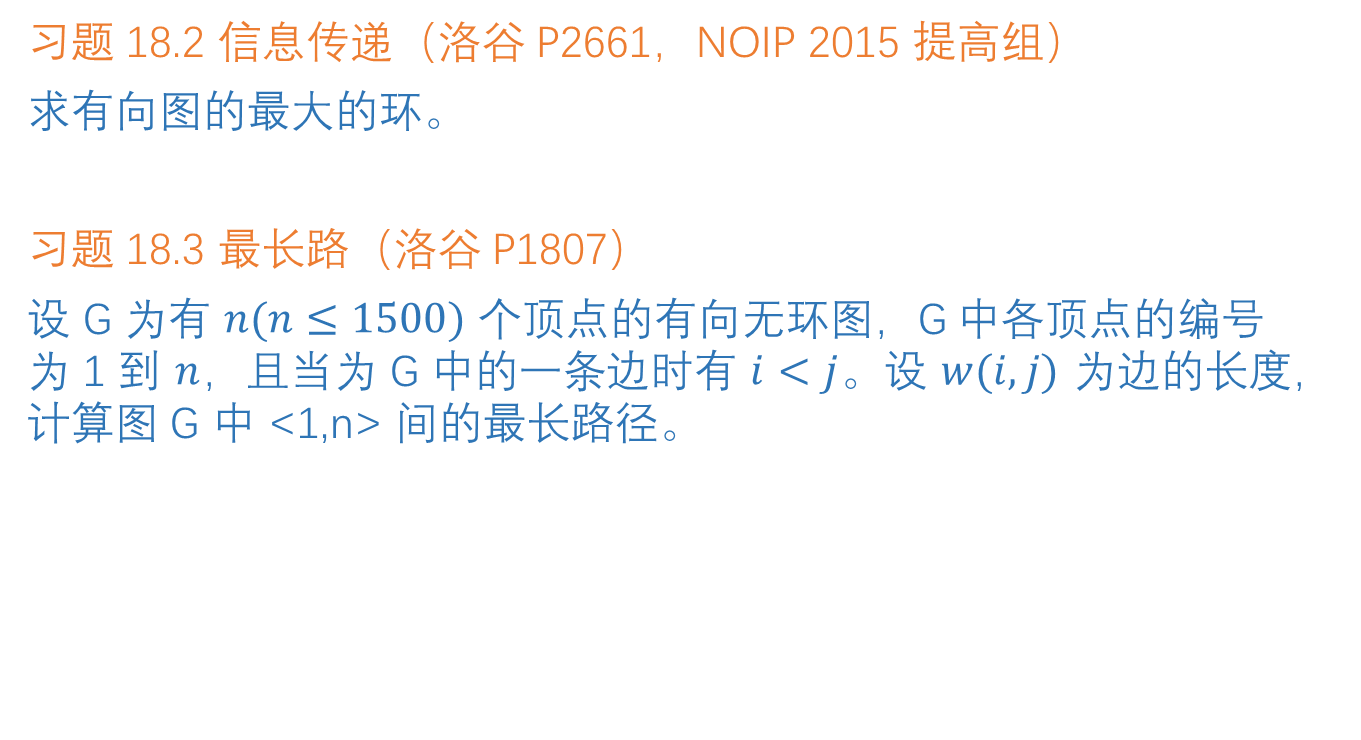 习题 18.2 信息传递（洛谷 P2661，NOIP 2015 提高组）
求有向图的最大的环。
习题 18.3 最长路（洛谷 P1807）
设 G 为有 n(n ≤ 1500) 个顶点的有向无环图，G 中各顶点的编号
为 1 到 n，且当为 G 中的一条边时有 i < j。设 w(i,j) 为边的长度,
计算图 G 中 <1,n> 间的最长路径。